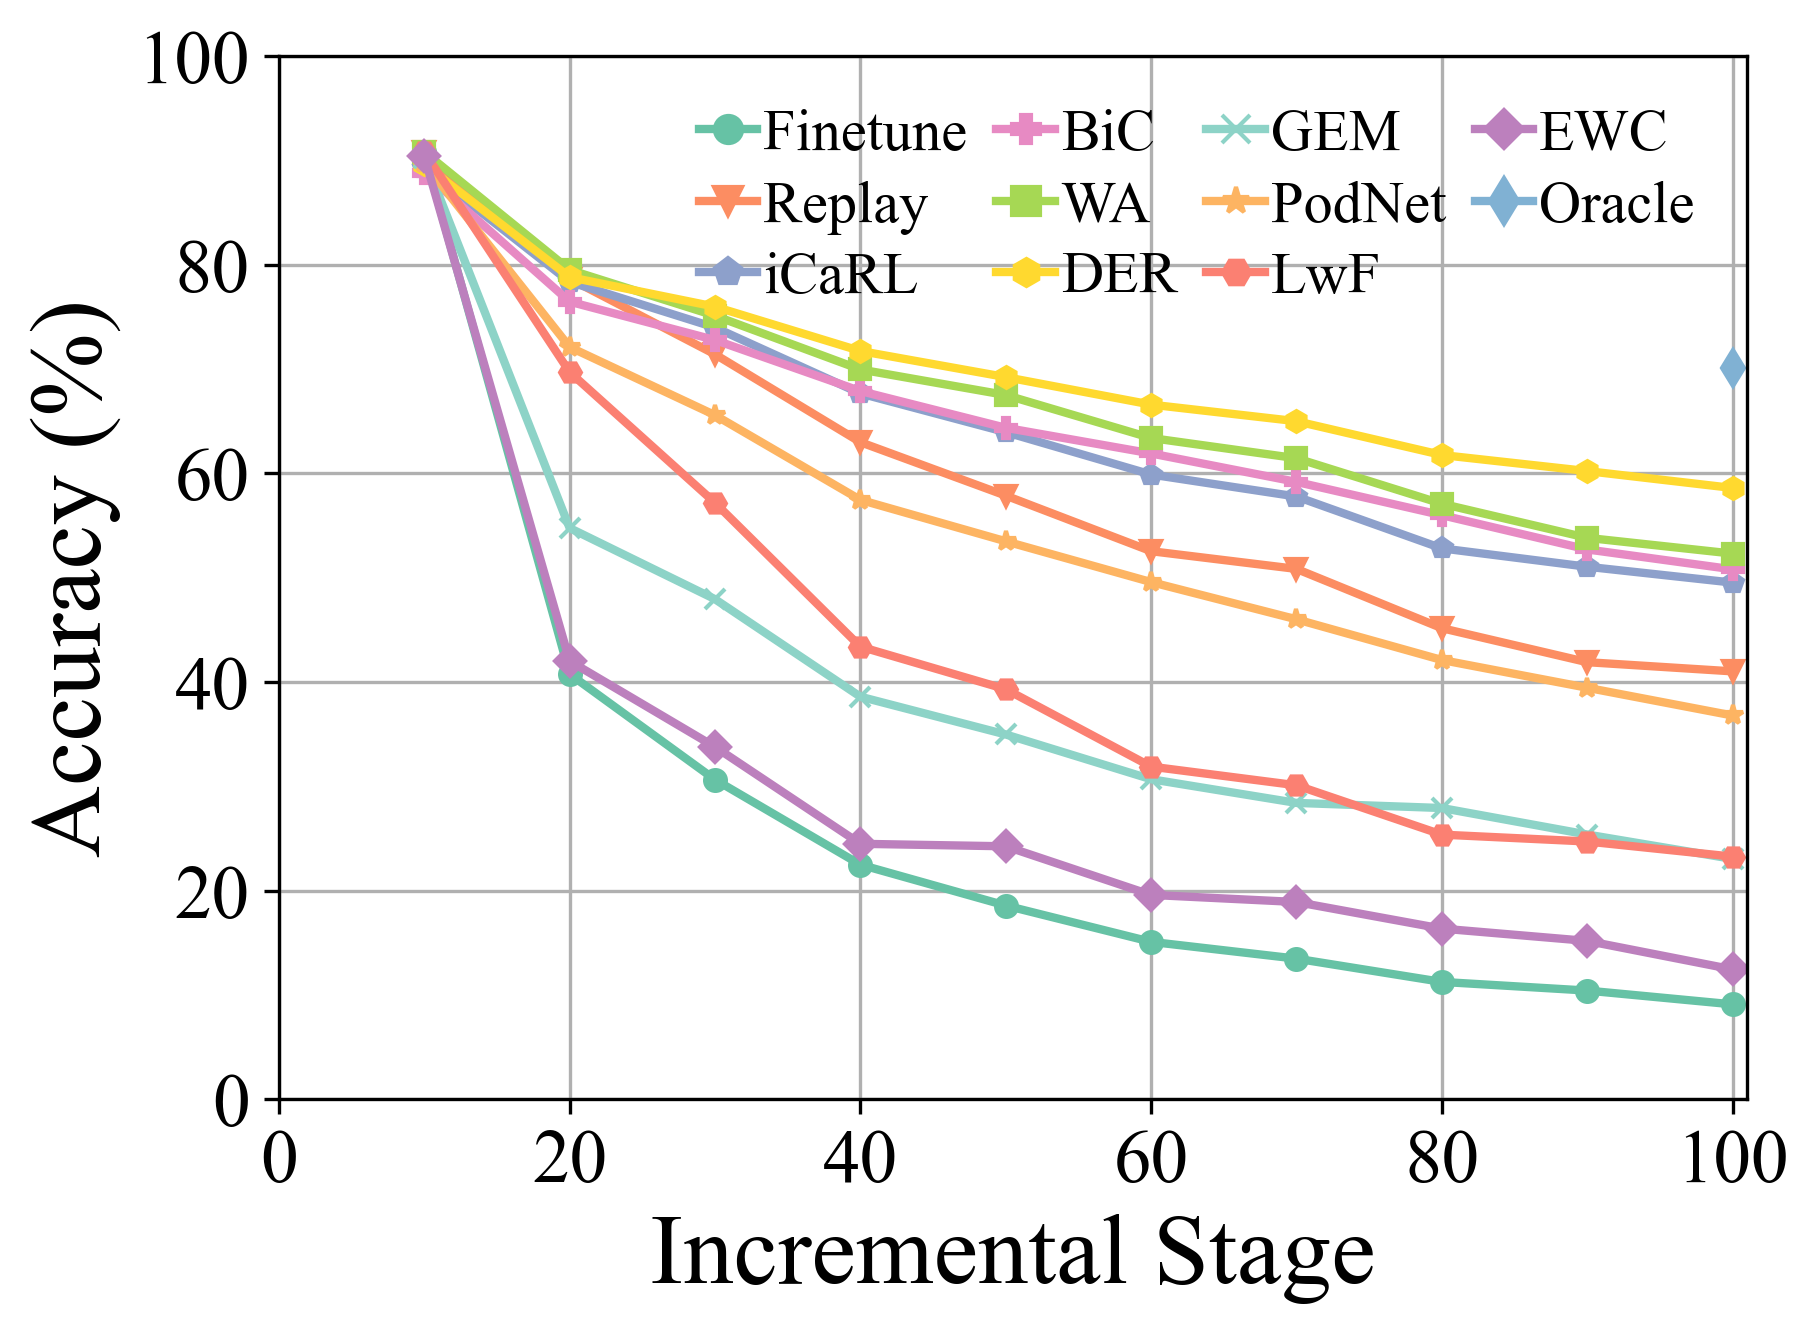 100
80
60
40
20
0
Accuracy (%)
Finetune BiC GEM EWC
Replay WA PodNet Oracle
iCaRL DER LwF
0 20 40 60 80 100
Incremental Stage